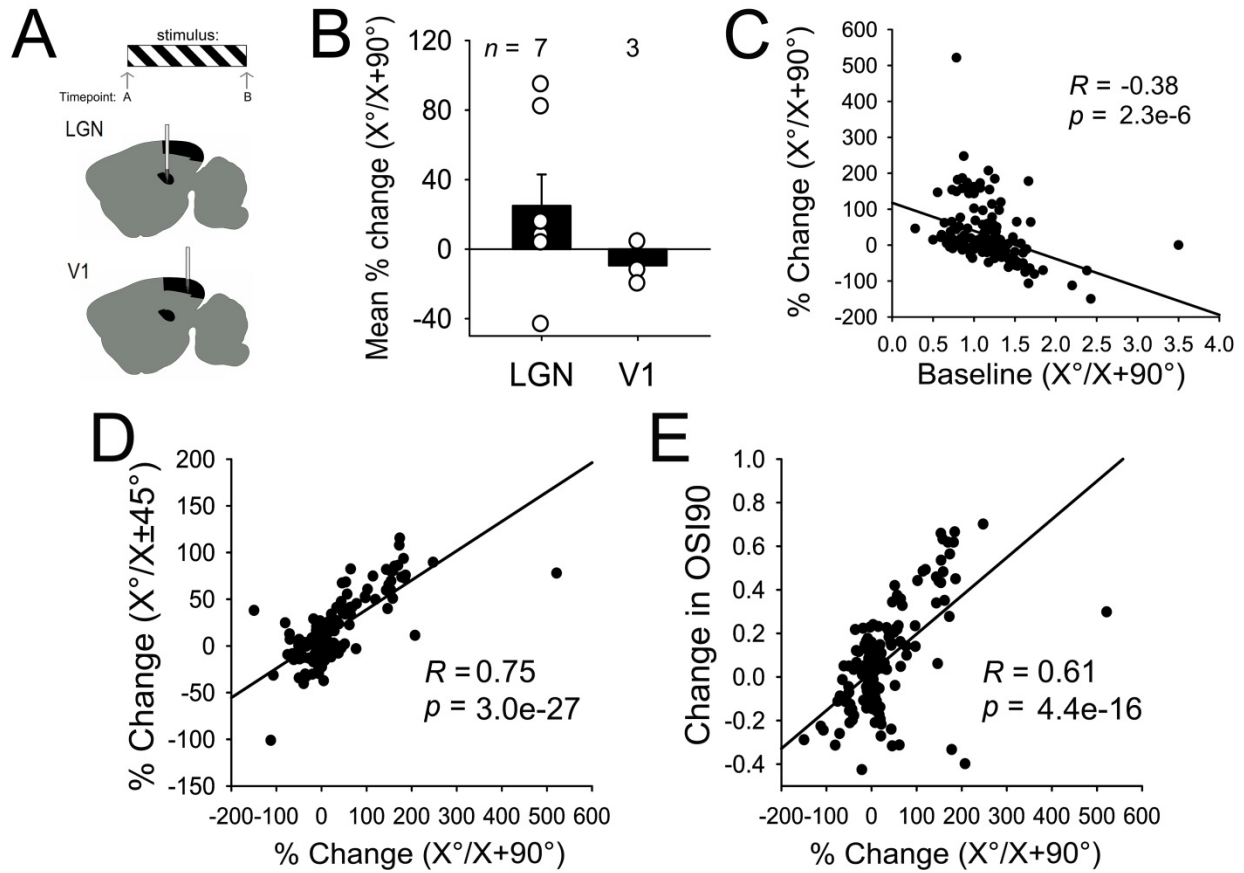 A
stimulus:
Timepoint: A B
LGN
V1
B
Mean % change (X°/X+90°)
120
80
40
0
-40
n = 7 3
LGN V1
C
% Change (X°/X+90°)
600
500
400
300
200
100
0
-100
-200
R = -0.38
p = 2.3e-6
0.0 0.5 1.0 1.5 2.0 2.5 3.0 3.5 4.0
Baseline (X°/X+90°)
D
% Change (X°/X±45°)
200
150
100
50
0
-50
-100
-150
R = 0.75
p = 3.0e-27
-200 -100 0 100 200 300 400 500 600
% Change (X°/X+90°)
E
Change in OSI90
1.0
0.8
0.6
0.4
0.2
0.0
-0.2
-0.4
R = 0.61
p = 4.4e-16
-200 -100 0 100 200 300 400 500 600
% Change (X°/X+90°)